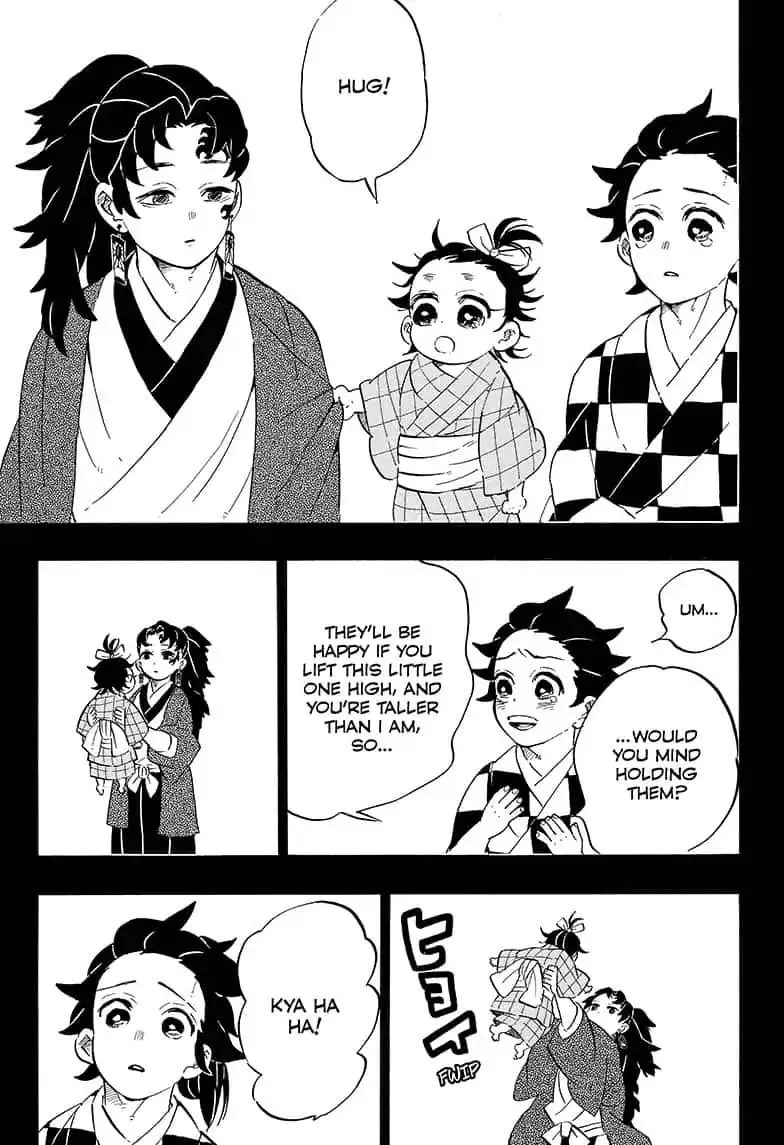 HUG!
UM...
...WOULD
YOU MIND
HOLDING
THEM?
THEY'LL BE
HAPPY IF YOU
LIFT THIS LITTLE
ONE HIGH, AND
YOU'RE TALLER
THAN I AM,
SO...
ヒョイ
FWIP
KYA HA
HA!